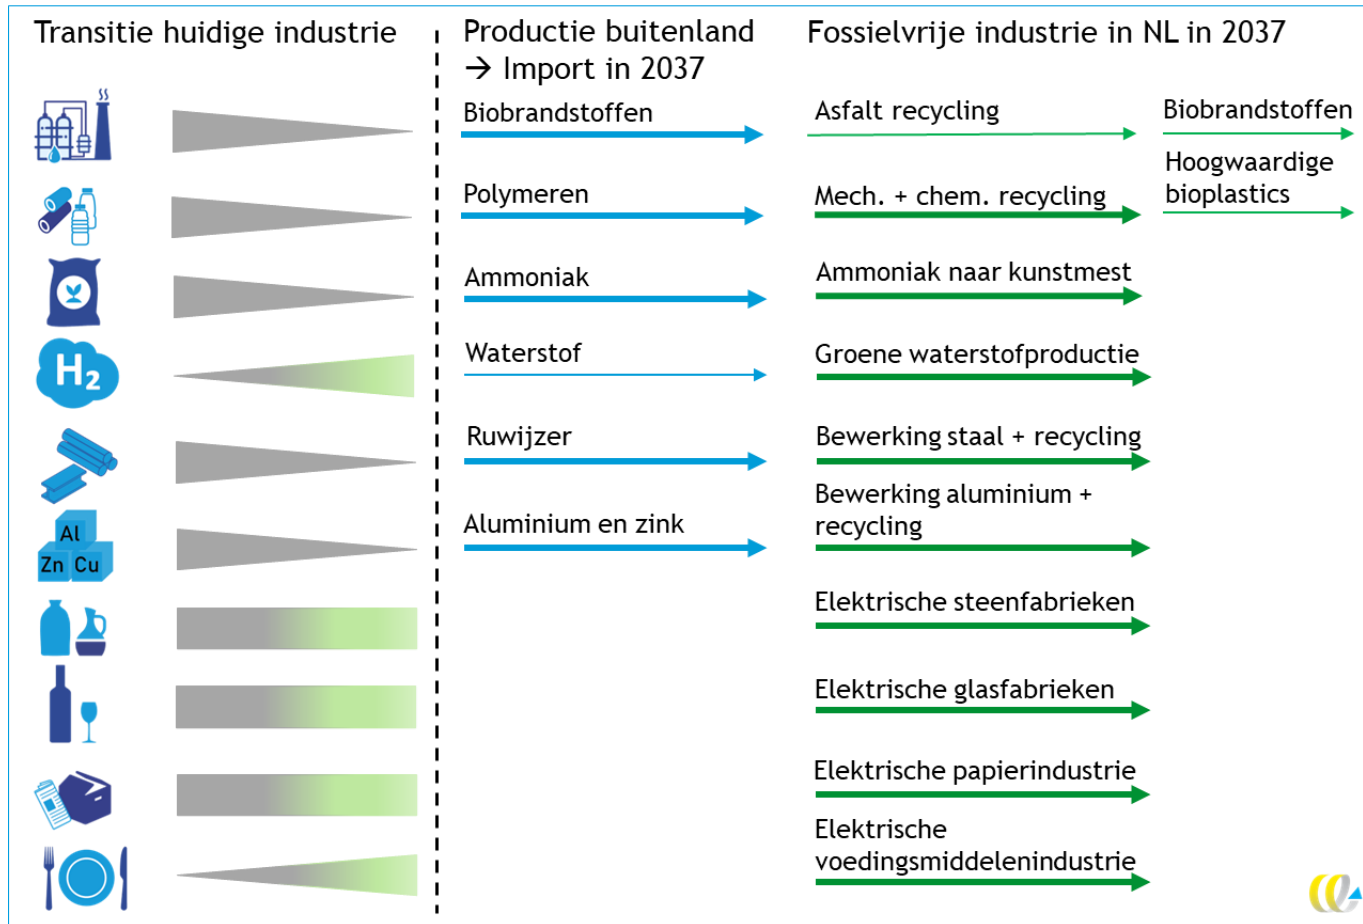 Transitie huidige industrie
Productie buitenland
→ Import in 2037
Fossielvrije industrie in NL in 2037
Biobrandstoffen
Asfalt recycling
Biobrandstoffen
Polymeren
Mech. + chem. recycling
Hoogwaardige
bioplastics
Ammoniak
Ammoniak naar kunstmest
H2
Waterstof
Groene waterstofproductie
Ruwijzer
Bewerking staal + recycling
Al
Zn Cu
Aluminium en zink
Bewerking aluminium +
recycling
Elektrische steenfabrieken
Elektrische glasfabrieken
Elektrische papierindustrie
Elektrische
voedingsmiddelenindustrie